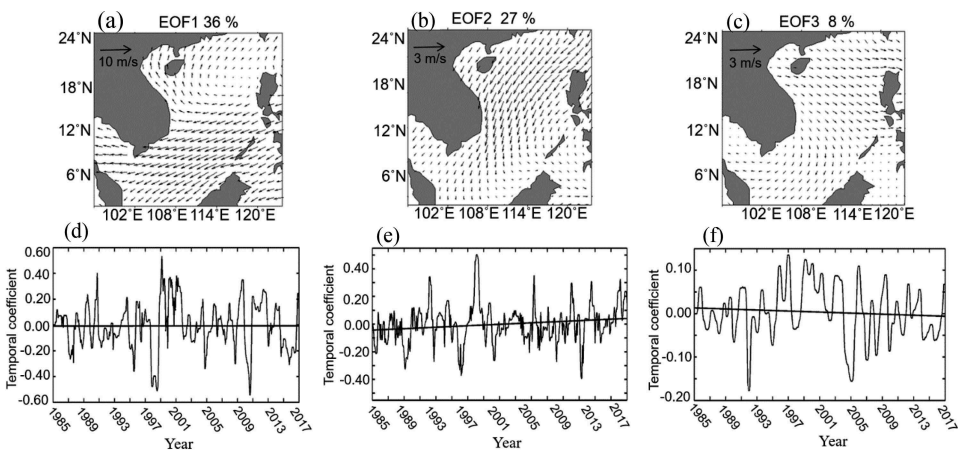 (a) EOF1 36 %
24˚N
10 m/s
18˚N
12˚N
6˚N
102˚E 108˚E 114˚E 120˚E
(b) EOF2 27 %
24˚N
3 m/s
18˚N
12˚N
6˚N
102˚E 108˚E 114˚E 120˚E
(c) EOF3 8 %
24˚N
3 m/s
18˚N
12˚N
6˚N
102˚E 108˚E 114˚E 120˚E
(d)
Temporal coefficient
0.60
0.40
0.20
0.00
-0.20
-0.40
0.60
1985 1989 1993 1997 2001 2005 2009 2013 2017
Year
(e)
Temporal coefficient
0.40
0.20
0.00
-0.20
-0.40
1985 1989 1993 1997 2001 2005 2009 2013 2017
Year
(f)
Temporal coefficient
0.10
0.00
-0.10
0.20
1985 1989 1993 1997 2001 2005 2009 2013 2017
Year